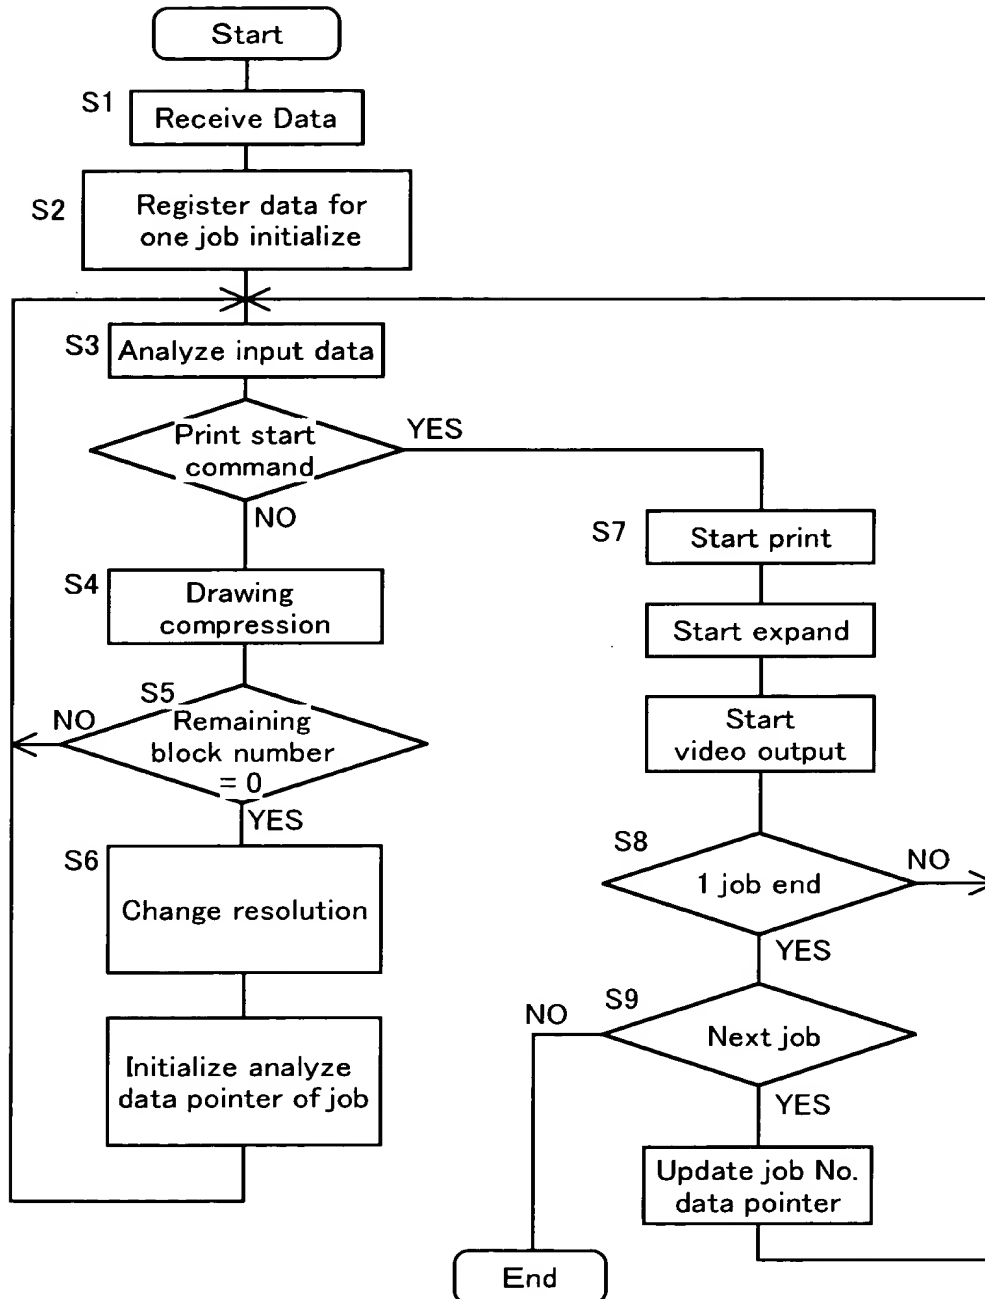 Start
S1
Receive Data
S2
Register data for
one job initialize
S3
Analyze input data
Print start
command
YES
NO
S4
Drawing
compression
S5
NO
Remaining
block number
= 0
YES
S6
Change resolution
Initialize analyze
data pointer of job
S7
Start print
Start expand
Start
video output
S8
1 job end
NO
YES
S9
NO
Next job
YES
Update job No.
data pointer
End